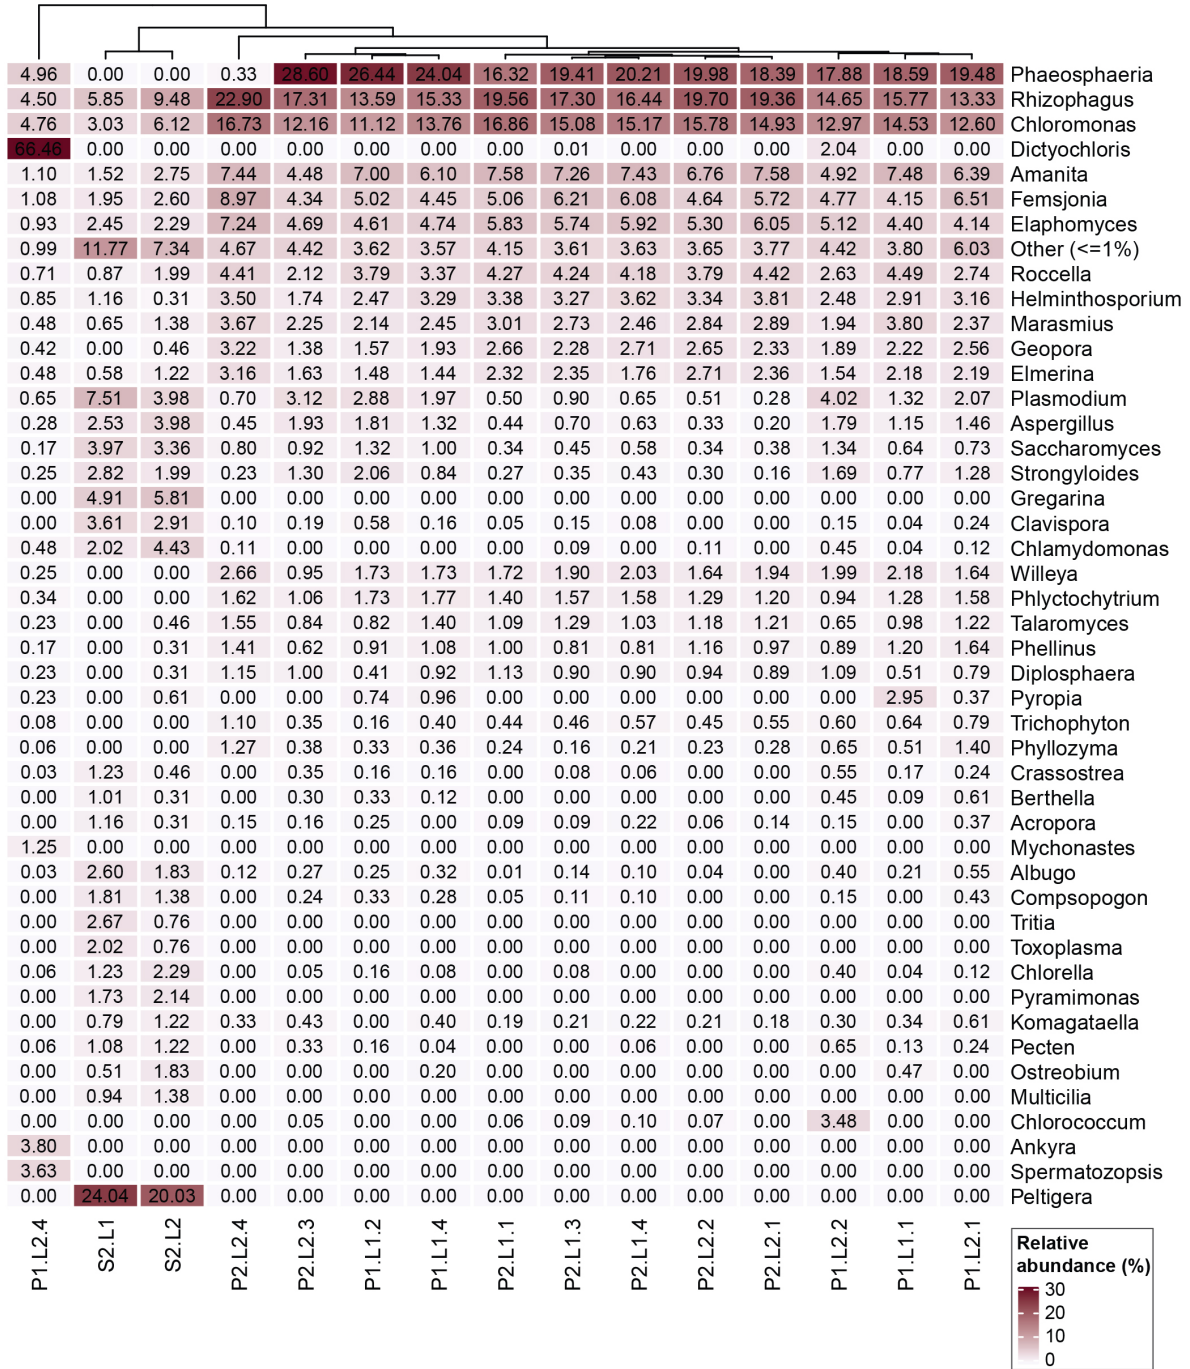 4.96 0.00 0.00 0.33 28.60 26.44 24.04 16.32 19.41 20.21 19.98 18.39 17.88 18.59 19.48 Phaeosphaeria
4.50 5.85 9.48 22.90 17.31 13.59 15.33 19.56 17.30 16.44 19.70 19.36 14.65 15.77 13.33 Rhizophagus
4.76 3.03 6.12 16.73 12.16 11.12 13.76 16.86 15.08 15.17 15.78 14.93 12.97 14.53 12.60 Chloromonas
66.46 0.00 0.00 0.00 0.00 0.00 0.00 0.00 0.01 0.00 0.00 0.00 2.04 0.00 0.00 Dictyochloris
1.10 1.52 2.75 7.44 4.48 7.00 6.10 7.58 7.26 7.43 6.76 7.58 4.92 7.48 6.39 Amanita
1.08 1.95 2.60 8.97 4.34 5.02 4.45 5.06 6.21 6.08 4.64 5.72 4.77 4.15 6.51 Femsjonia
0.93 2.45 2.29 7.24 4.69 4.61 4.74 5.83 5.74 5.92 5.30 6.05 5.12 4.40 4.14 Elaphomyces
0.99 11.77 7.34 4.67 4.42 3.62 3.57 4.15 3.61 3.63 3.65 3.77 4.42 3.80 6.03 Other (<=1%)
0.71 0.87 1.99 4.41 2.12 3.79 3.37 4.27 4.24 4.18 3.79 4.42 2.63 4.49 2.74 Roccella
0.85 1.16 0.31 3.50 1.74 2.47 3.29 3.38 3.27 3.62 3.34 3.81 2.48 2.91 3.16 Helminthosporium
0.48 0.65 1.38 3.67 2.25 2.14 2.45 3.01 2.73 2.46 2.84 2.89 1.94 3.80 2.37 Marasmius
0.42 0.00 0.46 3.22 1.38 1.57 1.93 2.66 2.28 2.71 2.65 2.33 1.89 2.22 2.56 Geopora
0.48 0.58 1.22 3.16 1.63 1.48 1.44 2.32 2.35 1.76 2.71 2.36 1.54 2.18 2.19 Elmerina
0.65 7.51 3.98 0.70 3.12 2.88 1.97 0.50 0.90 0.65 0.51 0.28 4.02 1.32 2.07 Plasmodium
0.28 2.53 3.98 0.45 1.93 1.81 1.32 0.44 0.70 0.63 0.33 0.20 1.79 1.15 1.46 Aspergillus
0.17 3.97 3.36 0.80 0.92 1.32 1.00 0.34 0.45 0.58 0.34 0.38 1.34 0.64 0.73 Saccharomyces
0.25 2.82 1.99 0.23 1.30 2.06 0.84 0.27 0.35 0.43 0.30 0.16 1.69 0.77 1.28 Strongyloides
0.00 4.91 5.81 0.00 0.00 0.00 0.00 0.00 0.00 0.00 0.00 0.00 0.00 0.00 0.00 Gregarina
0.00 3.61 2.91 0.10 0.19 0.58 0.16 0.05 0.15 0.08 0.00 0.00 0.15 0.04 0.24 Clavispora
0.48 2.02 4.43 0.11 0.00 0.00 0.00 0.00 0.09 0.00 0.11 0.00 0.45 0.04 0.12 Chlamydomonas
0.25 0.00 0.00 2.66 0.95 1.73 1.73 1.72 1.90 2.03 1.64 1.94 1.99 2.18 1.64 Willeya
0.34 0.00 0.00 1.62 1.06 1.73 1.77 1.40 1.57 1.58 1.29 1.20 0.94 1.28 1.58 Phlyctochytrium
0.23 0.00 0.46 1.55 0.84 0.82 1.40 1.09 1.29 1.03 1.18 1.21 0.65 0.98 1.22 Talaromyces
0.17 0.00 0.31 1.41 0.62 0.91 1.08 1.00 0.81 0.81 1.16 0.97 0.89 1.20 1.64 Phellinus
0.23 0.00 0.31 1.15 1.00 0.41 0.92 1.13 0.90 0.90 0.94 0.89 1.09 0.51 0.79 Diplosphaera
0.23 0.00 0.61 0.00 0.00 0.74 0.96 0.00 0.00 0.00 0.00 0.00 0.00 2.95 0.37 Pyropia
0.08 0.00 0.00 1.10 0.35 0.16 0.40 0.44 0.46 0.57 0.45 0.55 0.60 0.64 0.79 Trichophyton
0.06 0.00 0.00 1.27 0.38 0.33 0.36 0.24 0.16 0.21 0.23 0.28 0.65 0.51 1.40 Phyllozyma
0.03 1.23 0.46 0.00 0.35 0.16 0.16 0.00 0.08 0.06 0.00 0.00 0.55 0.17 0.24 Crassostrea
0.00 1.01 0.31 0.00 0.30 0.33 0.12 0.00 0.00 0.00 0.00 0.00 0.45 0.09 0.61 Berthella
0.00 1.16 0.31 0.15 0.16 0.25 0.00 0.09 0.09 0.22 0.06 0.14 0.15 0.00 0.37 Acropora
1.25 0.00 0.00 0.00 0.00 0.00 0.00 0.00 0.00 0.00 0.00 0.00 0.00 0.00 0.00 Mychonastes
0.03 2.60 1.83 0.12 0.27 0.25 0.32 0.01 0.14 0.10 0.04 0.00 0.40 0.21 0.55 Albugo
0.00 1.81 1.38 0.00 0.24 0.33 0.28 0.05 0.11 0.10 0.00 0.00 0.15 0.00 0.43 Compsopogon
0.00 2.67 0.76 0.00 0.00 0.00 0.00 0.00 0.00 0.00 0.00 0.00 0.00 0.00 0.00 Tritia
0.00 2.02 0.76 0.00 0.00 0.00 0.00 0.00 0.00 0.00 0.00 0.00 0.00 0.00 0.00 Toxoplasma
0.06 1.23 2.29 0.00 0.05 0.16 0.08 0.00 0.08 0.00 0.00 0.00 0.40 0.04 0.12 Chlorella
0.00 1.73 2.14 0.00 0.00 0.00 0.00 0.00 0.00 0.00 0.00 0.00 0.00 0.00 0.00 Pyramimonas
0.00 0.79 1.22 0.33 0.43 0.00 0.40 0.19 0.21 0.22 0.21 0.18 0.30 0.34 0.61 Komagataella
0.06 1.08 1.22 0.00 0.33 0.16 0.04 0.00 0.00 0.06 0.00 0.00 0.65 0.13 0.24 Pecten
0.00 0.51 1.83 0.00 0.00 0.00 0.20 0.00 0.00 0.00 0.00 0.00 0.00 0.47 0.00 Ostreobium
0.00 0.94 1.38 0.00 0.00 0.00 0.00 0.00 0.00 0.00 0.00 0.00 0.00 0.00 0.00 Multicilia
0.00 0.00 0.00 0.00 0.05 0.00 0.00 0.06 0.09 0.10 0.07 0.00 3.48 0.00 0.00 Chlorococcum
3.80 0.00 0.00 0.00 0.00 0.00 0.00 0.00 0.00 0.00 0.00 0.00 0.00 0.00 0.00 Ankyra
3.63 0.00 0.00 0.00 0.00 0.00 0.00 0.00 0.00 0.00 0.00 0.00 0.00 0.00 0.00 Spermatozopsis
0.00 24.04 20.03 0.00 0.00 0.00 0.00 0.00 0.00 0.00 0.00 0.00 0.00 0.00 0.00 Peltigera
P1.L2.4 S2.L1 S2.L2 P2.L2.4 P2.L2.3 P1.L1.2 P1.L1.4 P2.L1.1 P2.L1.3 P2.L1.4 P2.L2.2 P2.L2.1 P1.L2.2 P1.L1.1 P1.L2.1
Relative
abundance (%)
30
20
10
0